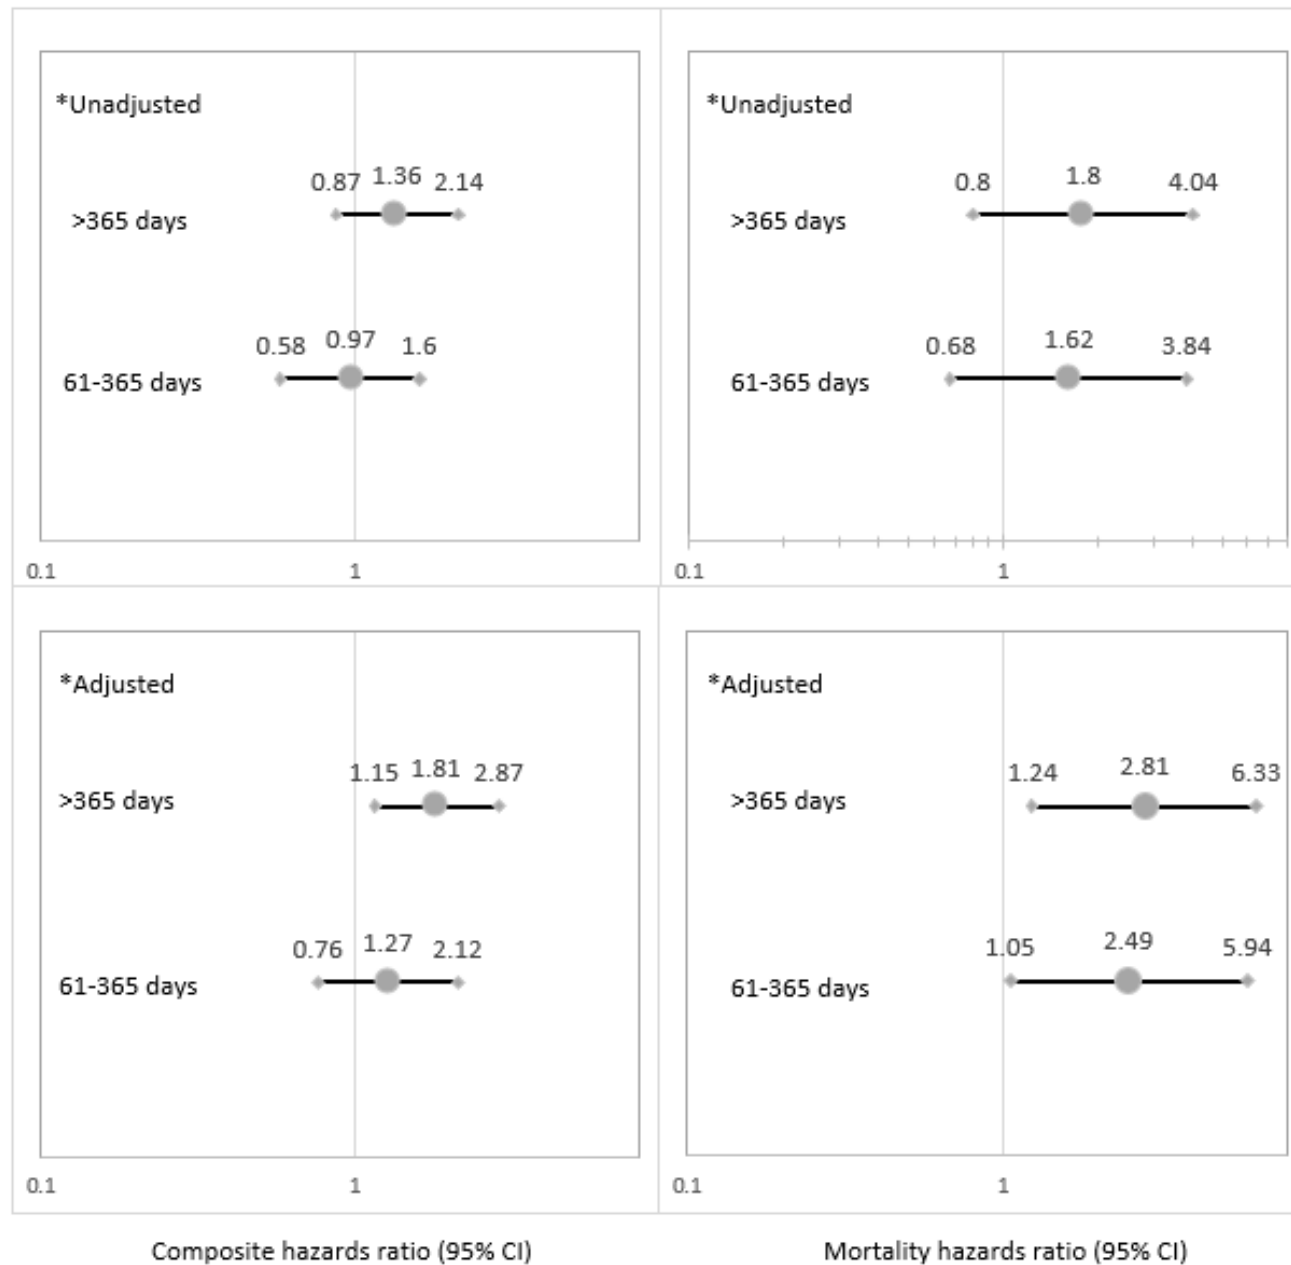 *Unadjusted
0.87 1.36 2.14
>365 days
0.58 0.97 1.6
61-365 days
0.1 1
*Unadjusted
0.8 1.8 4.04
>365 days
0.68 1.62 3.84
61-365 days
0.1 1
*Adjusted
1.15 1.81 2.87
>365 days
0.76 1.27 2.12
61-365 days
0.1 1
*Adjusted
1.24 2.81 6.33
>365 days
1.05 2.49 5.94
61-365 days
0.1 1
Composite hazards ratio (95% CI)
Mortality hazards ratio (95% CI)